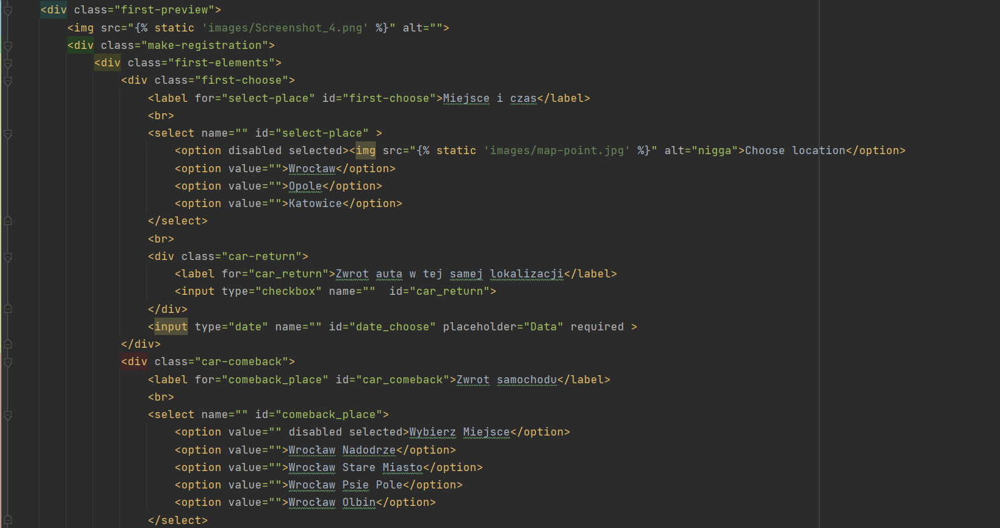 <div class="first-preview">
<img src="{% static 'images/Screenshot_4.png' %}" alt="">
<div class="make-registration">
<div class="first-elements">
<div class="first-choose">
<label for="select-place" id="first-choose">Miejsce i czas</label>
<br>
<select name="" id="select-place" >
<option disabled selected><img src="{% static 'images/map-point.jpg' %}" alt="nigga">Choose location</option>
<option value="">Wrocław</option>
<option value="">Opole</option>
<option value="">Katowice</option>
</select>
<br>
<div class="car-return">
<label for="car_return">Zwrot auta w tej samej lokalizacji</label>
<input type="checkbox" name=""  id="car_return">
</div>
<input type="date" name="" id="date_choose" placeholder="Data" required >
</div>
<div class="car-comeback">
<label for="comeback_place" id="car_comeback">Zwrot samochodu</label>
<br>
<select name="" id="comeback_place">
<option value="" disabled selected>Wybierz Miejsce</option>
<option value="">Wrocław Nadodrze</option>
<option value="">Wrocław Stare Miasto</option>
<option value="">Wrocław Psie Pole</option>
<option value="">Wrocław Olbin</option>
</select>